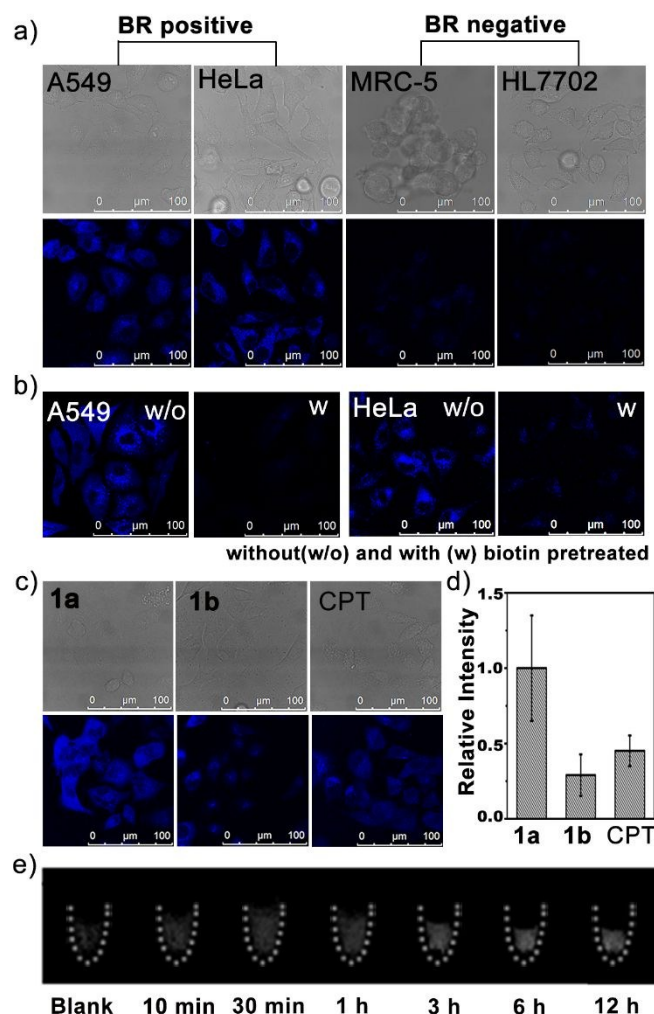 a)
BR positive
BR negative
A549
HeLa
MRC-5
HL7702
0 µm 100
0 µm 100
0 µm 100
0 µm 100
0 µm 100
0 µm 100
0 µm 100
0 µm 100
b)
A549 w/o
w
HeLa w/o
w
0 µm 100
0 µm 100
0 µm 100
0 µm 100
without(w/o) and with (w) biotin pretreated
c)
1a
1b
CPT
0 µm 100
0 µm 100
0 µm 100
0 µm 100
0 µm 100
0 µm 100
d)
Relative Intensity
1.5
1.0
0.5
0.0
1a 1b CPT
e)
Blank 10 min 30 min 1 h 3 h 6 h 12 h